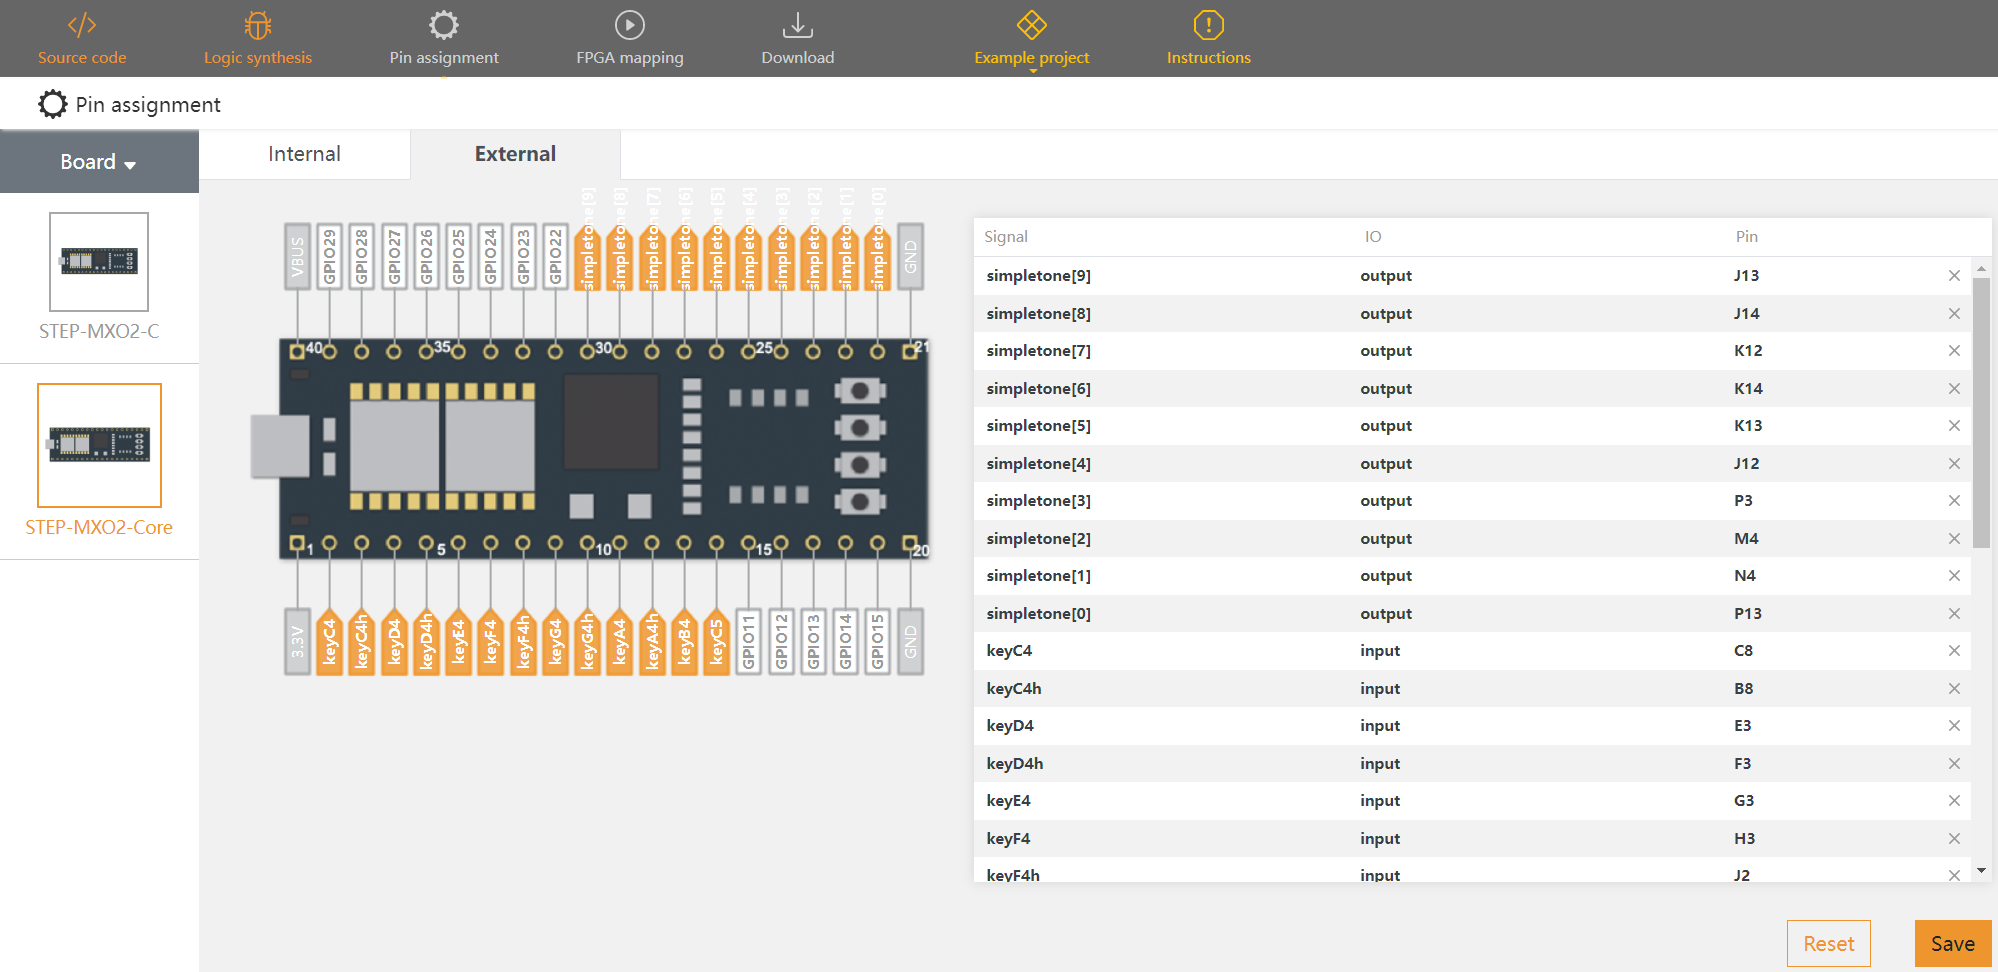 Source code
Logic synthesis
Pin assignment
FPGA mapping
Download
Example project
Instructions
Pin assignment
Board
STEP-MXO2-C
STEP-MXO2-Core
Internal
External
VBUS
GPIO29
GPIO28
GPIO27
GPIO26
GPIO25
GPIO24
GPIO23
GPIO22
simpletone[9]
simpletone[8]
simpletone[7]
simpletone[6]
simpletone[5]
simpletone[4]
simpletone[3]
simpletone[2]
simpletone[1]
simpletone[0]
GND
40 35 30 25 21
1 5 10 15 20
3.3V
keyC4
keyC4h
keyD4
keyD4h
keyE4
keyF4
keyF4h
keyG4
keyG4h
keyA4
keyA4h
keyB4
keyC5
GPIO11
GPIO12
GPIO13
GPIO14
GPIO15
GND
Signal IO Pin
simpletone[9] output J13
simpletone[8] output J14
simpletone[7] output K12
simpletone[6] output K14
simpletone[5] output K13
simpletone[4] output J12
simpletone[3] output P3
simpletone[2] output M4
simpletone[1] output N4
simpletone[0] output P13
keyC4 input C8
keyC4h input B8
keyD4 input E3
keyD4h input F3
keyE4 input G3
keyF4 input H3
keyF4h input J2
Reset
Save